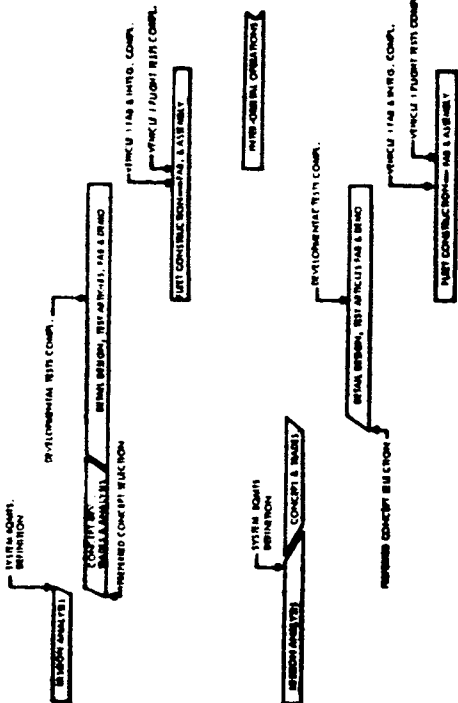 SYSTEM RQMTS.
DEFINITION
MISSION ANALYSIS
DEVELOPMENTAL TESTS COMPL.
CONCEPT
TRADES & ANALYSIS
DETAIL DESIGN, TEST ARTICLES, FAB & DEMO
PREFERRED CONCEPT SELECTION
VEHICLE 1 FAB & INTEG. COMPL.
VEHICLE 1 FLIGHT TESTS COMPL.
FLEET CONSTRUCTION—FAB, & ASSEMBLY
INTER-ORBITAL OPERATIONS
SYSTEM RQMTS
DEFINITION
MISSION ANALYSIS
CONCEPT & TRADES
DEVELOPMENTAL TESTS COMPL.
DETAIL DESIGN, TEST ARTICLES FAB & DEMO
PREFERRED CONCEPT SELECTION
VEHICLE 1 FAB & INTEG. COMPL.
VEHICLE 1 FLIGHT TESTS COMPL.
FLEET CONSTRUCTION—FAB, & ASSEMBLY